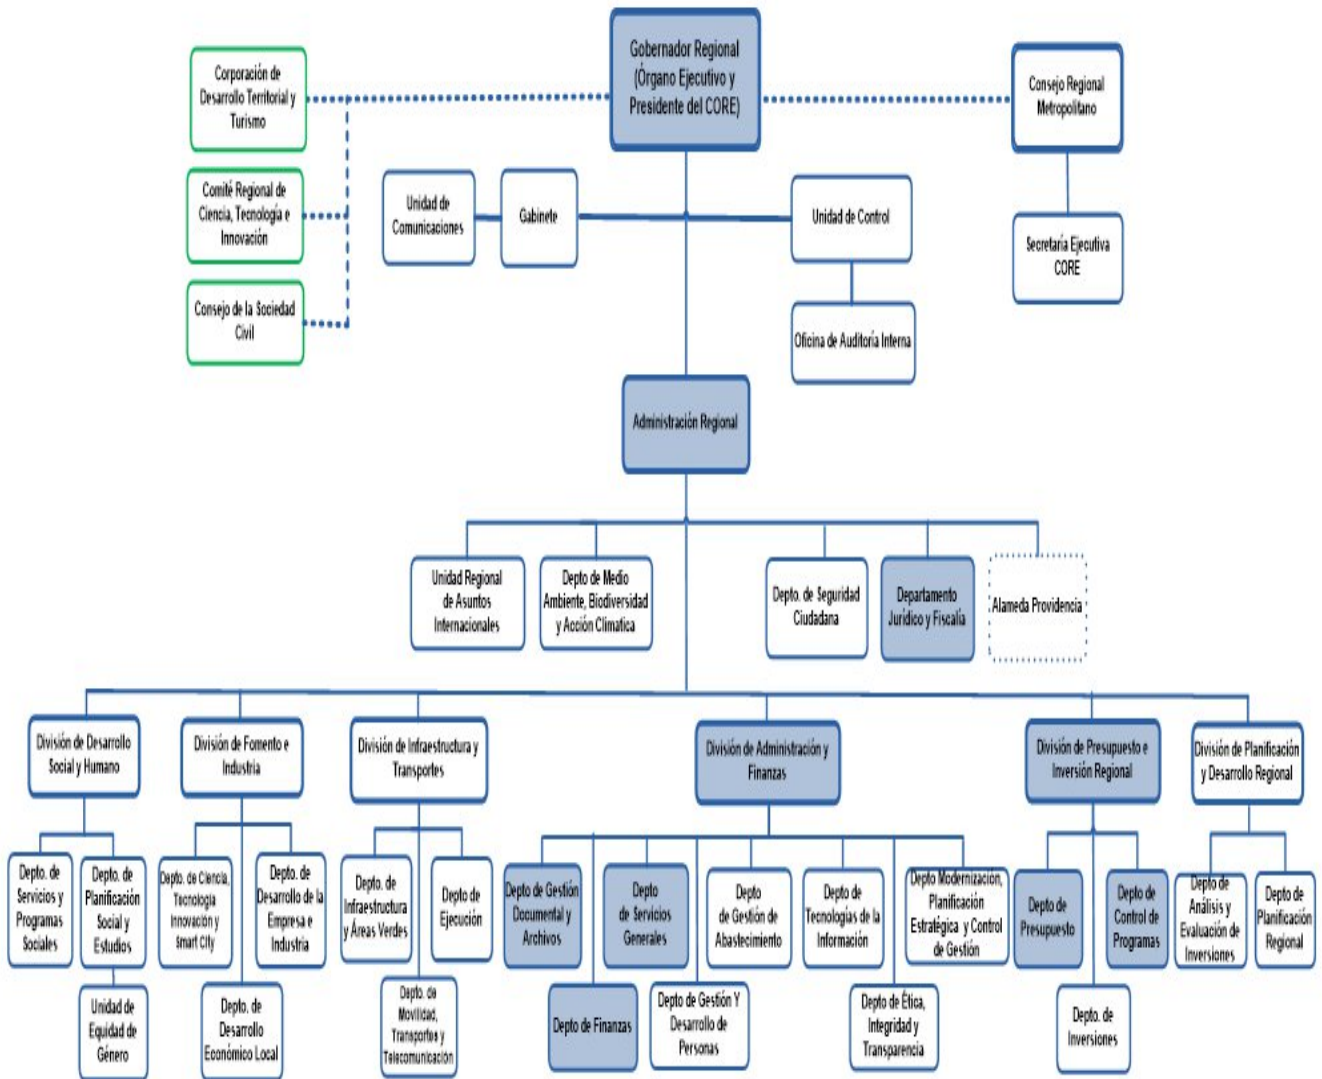 Gobernador Regional
(Órgano Ejecutivo y
Presidente del CORE)
Corporación de
Desarrollo Territorial y
Turismo
Consejo Regional
Metropolitano
Comité Regional de
Ciencia, Tecnología e
Innovación
Unidad de
Comunicaciones
Gabinete
Unidad de Control
Secretaría Ejecutiva
CORE
Consejo de la Sociedad
Civil
Oficina de Auditoría Interna
Administración Regional
Unidad Regional
de Asuntos
Internacionales
Depto de Medio
Ambiente, Biodiversidad
y Acción Climatica
Depto. de Seguridad
Ciudadana
Departamento
Jurídico y Fiscalía
Alameda Providencia
División de Desarrollo
Social y Humano
División de Fomento e
Industria
División de Infraestructura y
Transportes
División de Administración y
Finanzas
División de Presupuesto e
Inversión Regional
División de Planificación
y Desarrollo Regional
Depto. de
Servicios y
Programas
Sociales
Depto. de
Planificación
Social y
Estudios
Depto. de Ciencia,
Tecnología
Innovación y
Smart City
Depto. de
Desarrollo de la
Empresa e
Industria
Depto. de
Infraestructura
y Áreas Verdes
Depto de
Ejecución
Depto de Gestión
Documental y
Archivos
Depto
de Servicios
Generales
Depto
de Gestión de
Abastecimiento
Depto de
Tecnologías de la
Información
Depto Modernización,
Planificación
Estratégica y Control
de Gestión
Depto de
Presupuesto
Depto de
Control de
Programas
Depto de
Análisis y
Evaluación de
Inversiones
Depto de
Planificación
Regional
Unidad de
Equidad de
Género
Depto. de
Desarrollo
Económico Local
Depto. de
Movilidad,
Transportes y
Telecomunicación
Depto de Finanzas
Depto de Gestión Y
Desarrollo de
Personas
Depto de Ética,
Integridad y
Transparencia
Depto. de
Inversiones